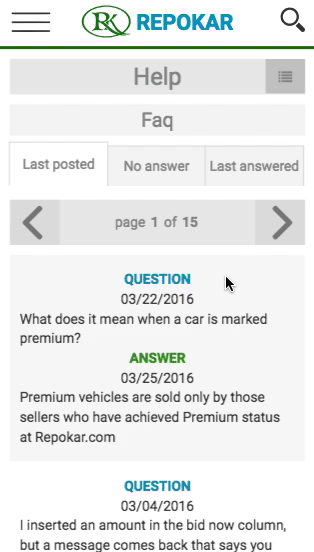 RK REPOKAR
Help
Faq
Last posted
No answer
Last answered
page 1 of 15
QUESTION
03/22/2016
What does it mean when a car is marked
premium?
ANSWER
03/25/2016
Premium vehicles are sold only by those
sellers who have achieved Premium status
at Repokar.com
QUESTION
03/04/2016
I inserted an amount in the bid now column,
but a message comes back that says you